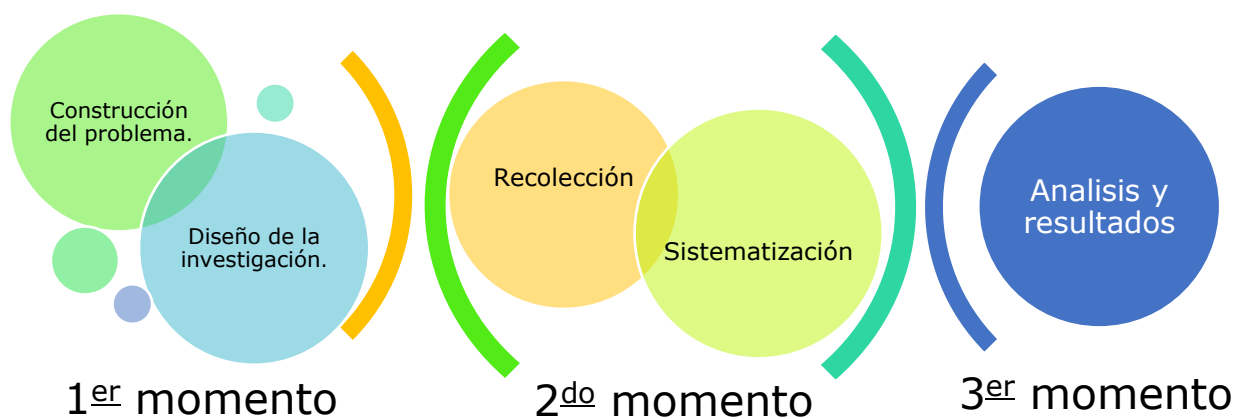 Construcción
del problema.
Diseño de la
investigación.
1er momento
Recolección
Sistematización
2do momento
Analisis y
resultados
3er momento